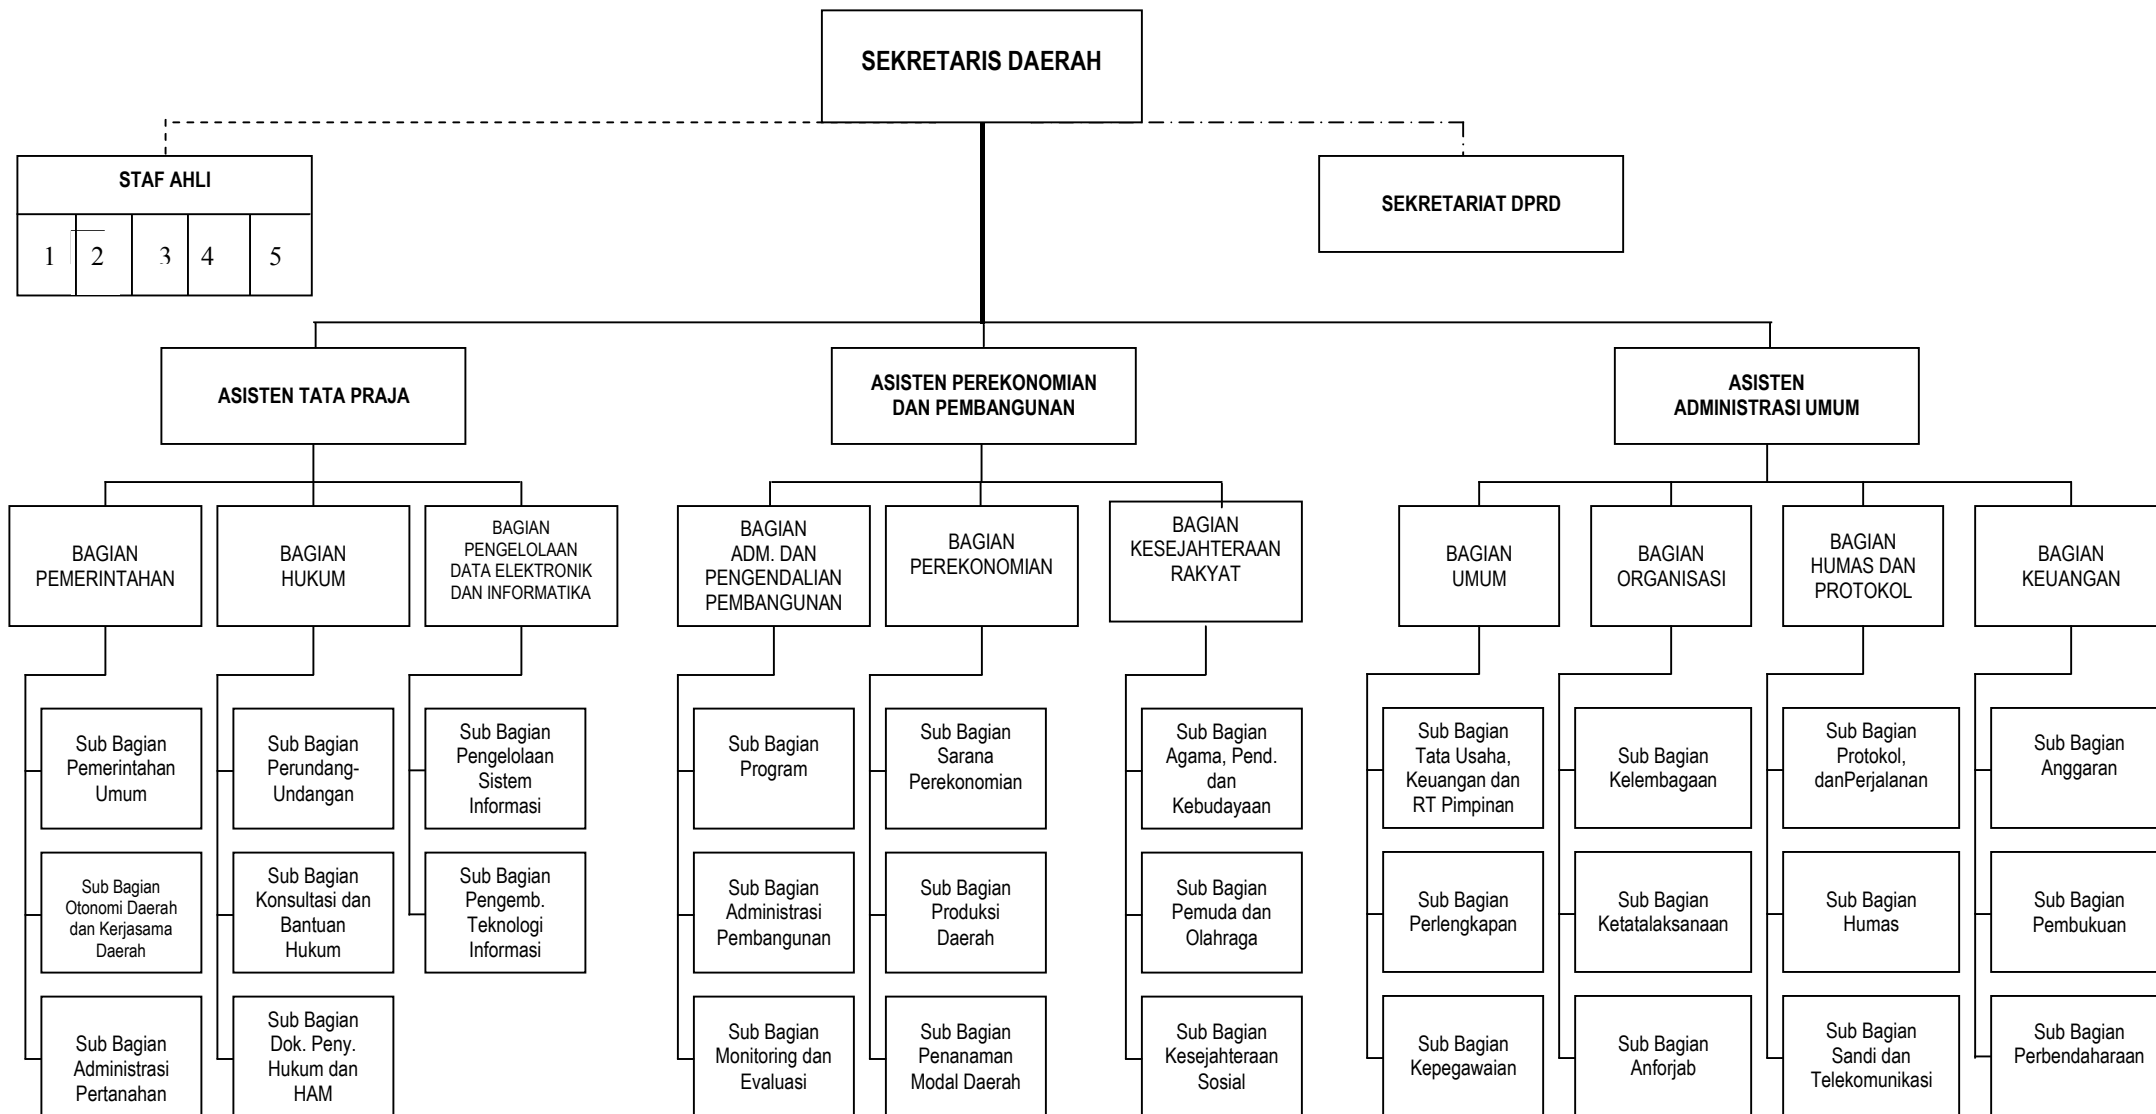 SEKRETARIS DAERAH
STAF AHLI
1 2 3 4 5
SEKRETARIAT DPRD
ASISTEN TATA PRAJA
ASISTEN PEREKONOMIAN
DAN PEMBANGUNAN
ASISTEN
ADMINISTRASI UMUM
BAGIAN
PEMERINTAHAN
BAGIAN
HUKUM
BAGIAN
PENGELOLAAN
DATA ELEKTRONIK
DAN INFORMATIKA
BAGIAN
ADM. DAN
PENGENDALIAN
PEMBANGUNAN
BAGIAN
PEREKONOMIAN
BAGIAN
KESEJAHTERAAN
RAKYAT
BAGIAN
UMUM
BAGIAN
ORGANISASI
BAGIAN
HUMAS DAN
PROTOKOL
BAGIAN
KEUANGAN
Sub Bagian
Pemerintahan
Umum
Sub Bagian
Perundang-
Undangan
Sub Bagian
Pengelolaan
Sistem
Informasi
Sub Bagian
Program
Sub Bagian
Sarana
Perekonomian
Sub Bagian
Agama, Pend.
dan
Kebudayaan
Sub Bagian
Tata Usaha,
Keuangan dan
RT Pimpinan
Sub Bagian
Kelembagaan
Sub Bagian
Protokol,
danPerjalanan
Sub Bagian
Anggaran
Sub Bagian
Otonomi Daerah
dan Kerjasama
Daerah
Sub Bagian
Konsultasi dan
Bantuan
Hukum
Sub Bagian
Pengemb.
Teknologi
Informasi
Sub Bagian
Administrasi
Pembangunan
Sub Bagian
Produksi
Daerah
Sub Bagian
Pemuda dan
Olahraga
Sub Bagian
Perlengkapan
Sub Bagian
Ketatalaksanaan
Sub Bagian
Humas
Sub Bagian
Pembukuan
Sub Bagian
Administrasi
Pertanahan
Sub Bagian
Dok. Peny.
Hukum dan
HAM
Sub Bagian
Monitoring dan
Evaluasi
Sub Bagian
Penanaman
Modal Daerah
Sub Bagian
Kesejahteraan
Sosial
Sub Bagian
Kepegawaian
Sub Bagian
Anforjab
Sub Bagian
Sandi dan
Telekomunikasi
Sub Bagian
Perbendaharaan